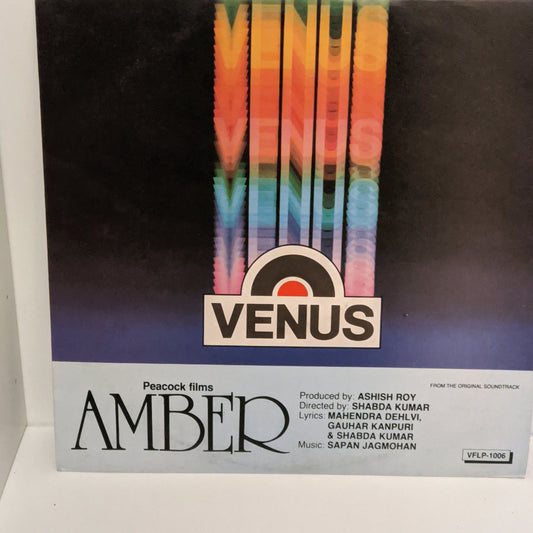 VENUS
VENUS
VENUS
VENUS
VENUS
Peacock films
AMBER
FROM THE ORIGINAL SOUNDTRACK
Produced by: ASHISH ROY
Directed by: SHABDA KUMAR
Lyrics: MAHENDRA DEHLVI,
GAUHAR KANPURI
& SHABDA KUMAR
Music: SAPAN JAGMOHAN
VFLP-1006